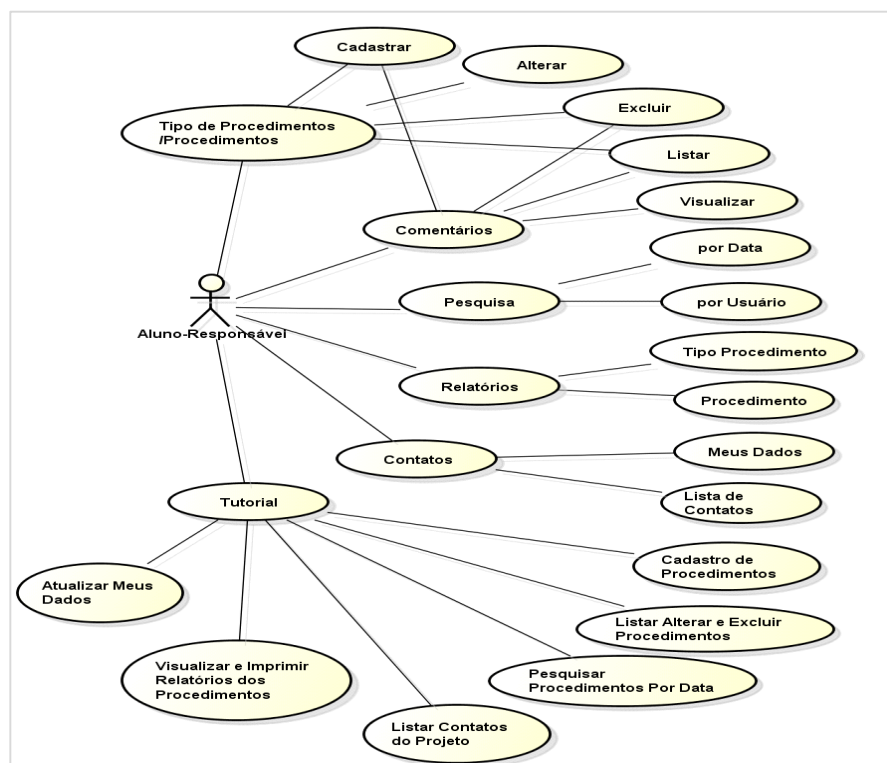 Cadastrar
Alterar
Excluir
Tipo de Procedimentos
/Procedimentos
Listar
Visualizar
Comentários
por Data
Pesquisa
por Usuário
Aluno-Responsável
Tipo Procedimento
Relatórios
Procedimento
Meus Dados
Contatos
Lista de
Contatos
Tutorial
Cadastro de
Procedimentos
Atualizar Meus
Dados
Listar Alterar e Excluir
Procedimentos
Visualizar e Imprimir
Relatórios dos
Procedimentos
Pesquisar
Procedimentos Por Data
Listar Contatos
do Projeto